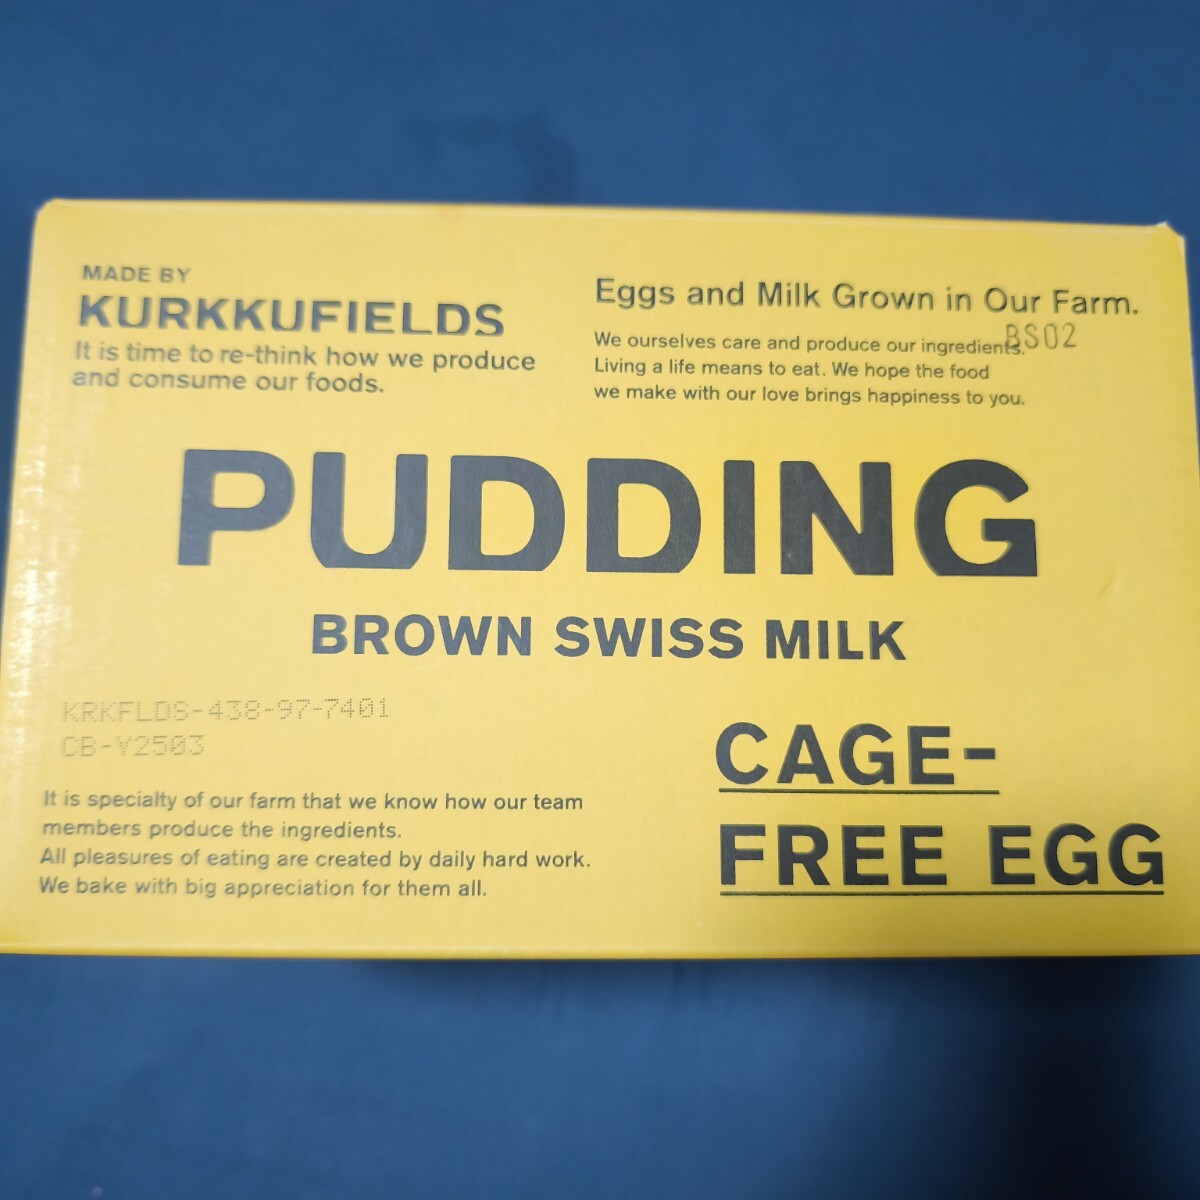 MADE BY
KURKKUFIELDS
It is time to re-think how we produce
and consume our foods.
Eggs and Milk Grown in Our Farm.
BS02
We ourselves care and produce our ingredients.
Living a life means to eat. We hope the food
we make with our love brings happiness to you.
PUDDING
BROWN SWISS MILK
KRKFLDS-438-97-7401
CB-Y2503
It is specialty of our farm that we know how our team
members produce the ingredients.
All pleasures of eating are created by daily hard work.
We bake with big appreciation for them all.
CAGE-
FREE EGG